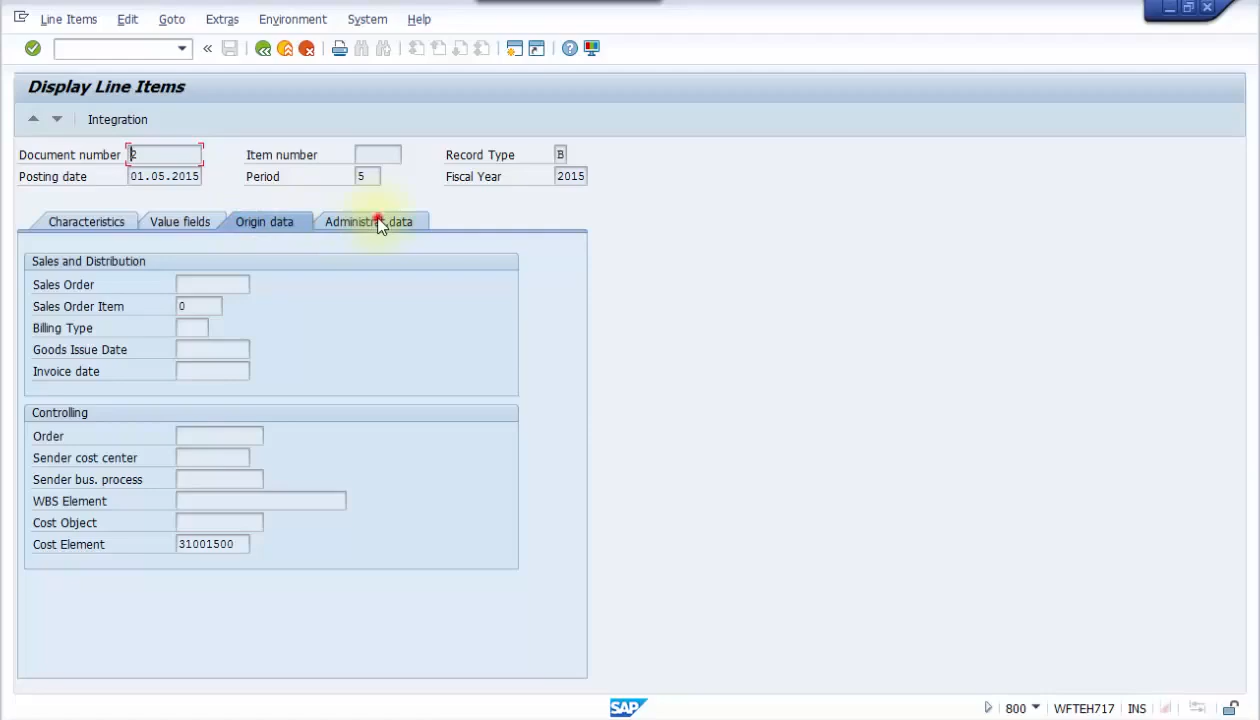 Line Items Edit Goto Extras Environment System Help
Display Line Items
Integration
Document number 2 Item number Record Type B
Posting date 01.05.2015 Period 5 Fiscal Year 2015
Characteristics Value fields Origin data Administrat. data
Sales and Distribution
Sales Order
Sales Order Item 0
Billing Type
Goods Issue Date
Invoice date
Controlling
Order
Sender cost center
Sender bus. process
WBS Element
Cost Object
Cost Element 31001500
SAP 800 WFTEH717 INS